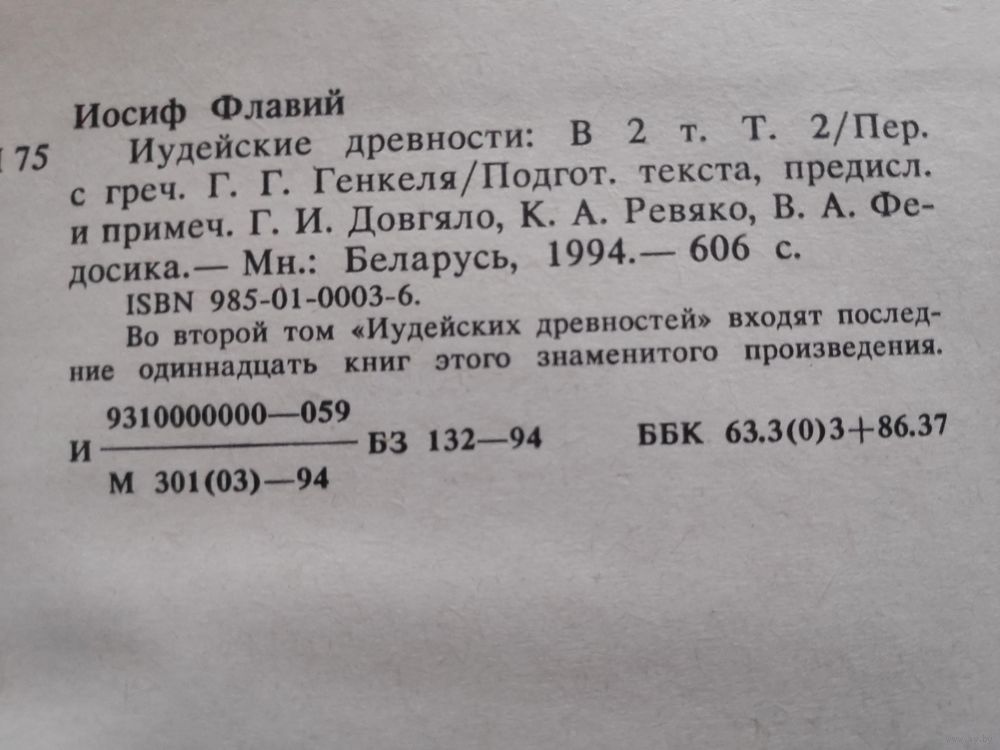 Иосиф Флавий
75 Иудейские древности: В 2 т. Т. 2/Пер.
с греч. Г. Г. Генкеля/Подгот. текста, предисл.
и примеч. Г. И. Довгяло, К. А. Ревяко, В. А. Фе-
досика.— Мн.: Беларусь, 1994.— 606 с.
ISBN 985-01-0003-6.
Во второй том «Иудейских древностей» входят послед-
ние одиннадцать книг этого знаменитого произведения.
9310000000—059
И БЗ 132—94 ББК 63.3(0)3+86.37
М 301(03)—94